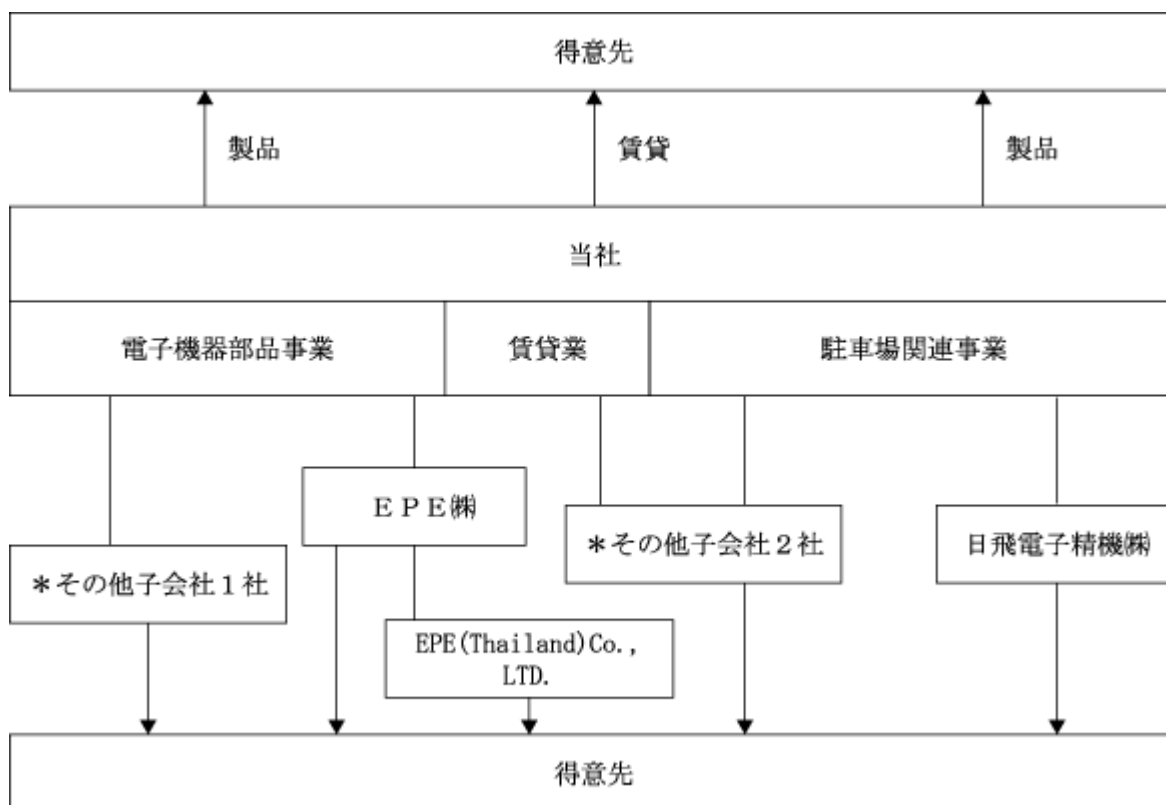 得意先
製品
賃貸
製品
当社
電子機器部品事業
賃貸業
駐車場関連事業
ＥＰＥ㈱
＊その他子会社２社
日飛電子精機㈱
＊その他子会社１社
EPE(Thailand)Co.,
LTD.
得意先